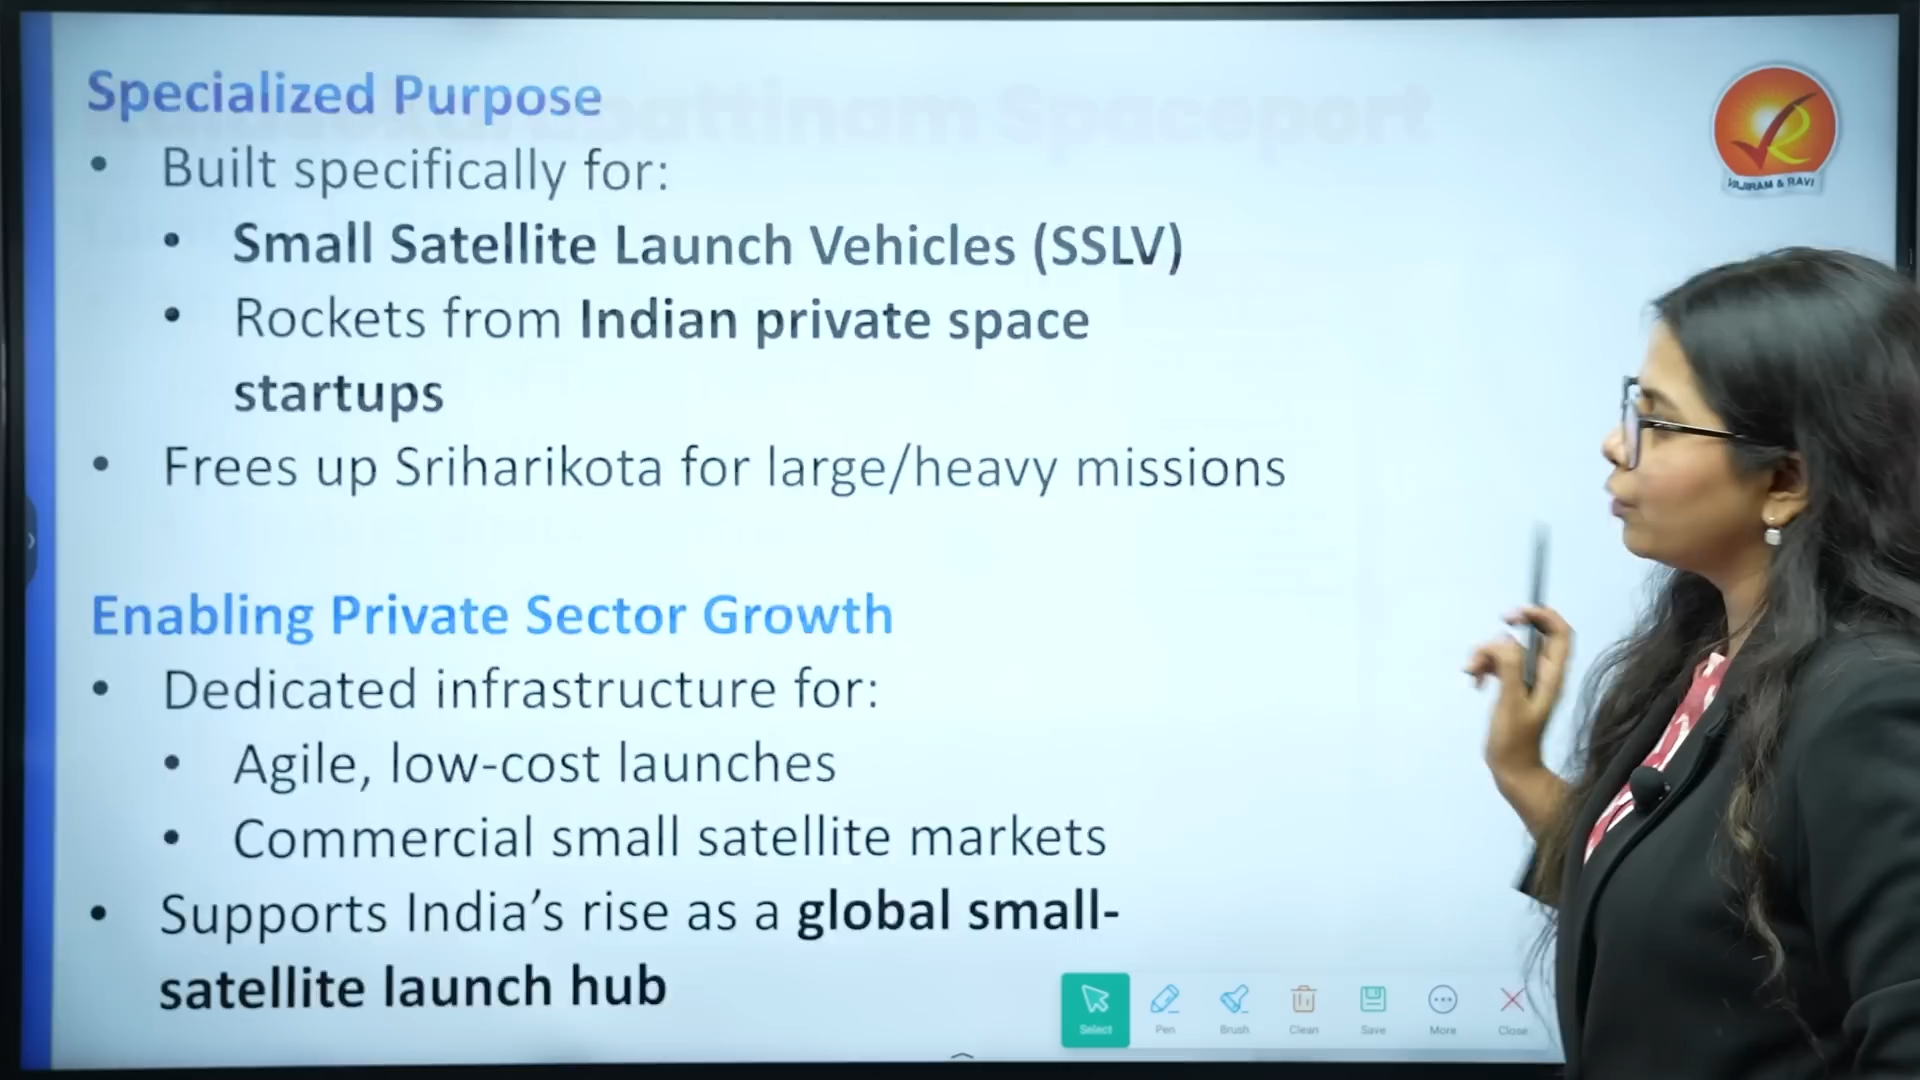 Specialized Purpose
• Built specifically for:
• Small Satellite Launch Vehicles (SSLV)
• Rockets from Indian private space
startups
• Frees up Sriharikota for large/heavy missions
Enabling Private Sector Growth
• Dedicated infrastructure for:
• Agile, low-cost launches
• Commercial small satellite markets
• Supports India’s rise as a global small-
satellite launch hub
VAJIRAM & RAVI
Select Pen Brush Clean Save More Close